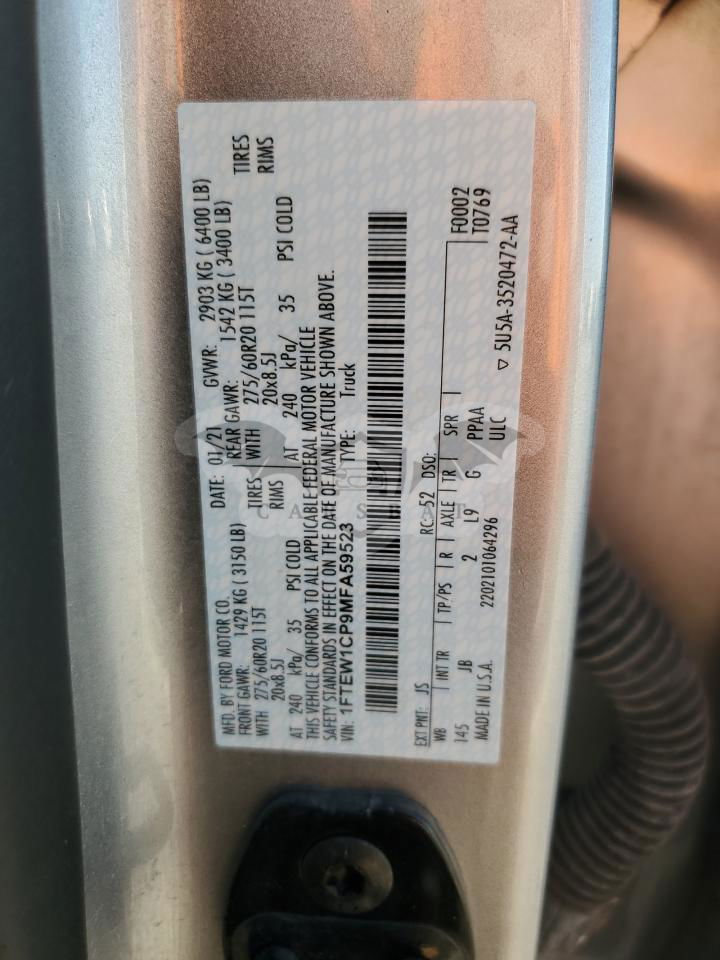 MFD. BY FORD MOTOR CO. DATE: 01/21 GVWR: 2903 KG ( 6400 LB)
FRONT GAWR: 1429 KG ( 3150 LB) REAR GAWR: 1542 KG ( 3400 LB)
WITH 275/60R20 115T TIRES WITH 275/60R20 115T TIRES
20x8.5J RIMS 20x8.5J RIMS
AT 240 kPa/ 35 PSI COLD AT 240 kPa/ 35 PSI COLD
THIS VEHICLE CONFORMS TO ALL APPLICABLE FEDERAL MOTOR VEHICLE
SAFETY STANDARDS IN EFFECT ON THE DATE OF MANUFACTURE SHOWN ABOVE.
VIN: 1FTEW1CP9MFA59523 TYPE: Truck
CARSBAT
EXT PNT: JS RC: 52 DSO: F0002
WB INT TR TP/PS R AXLE TR SPR T0769
145 JB 2 L9 G PPAA
MADE IN U.S.A. 2202101064296 ULC 5U5A-3520472-AA